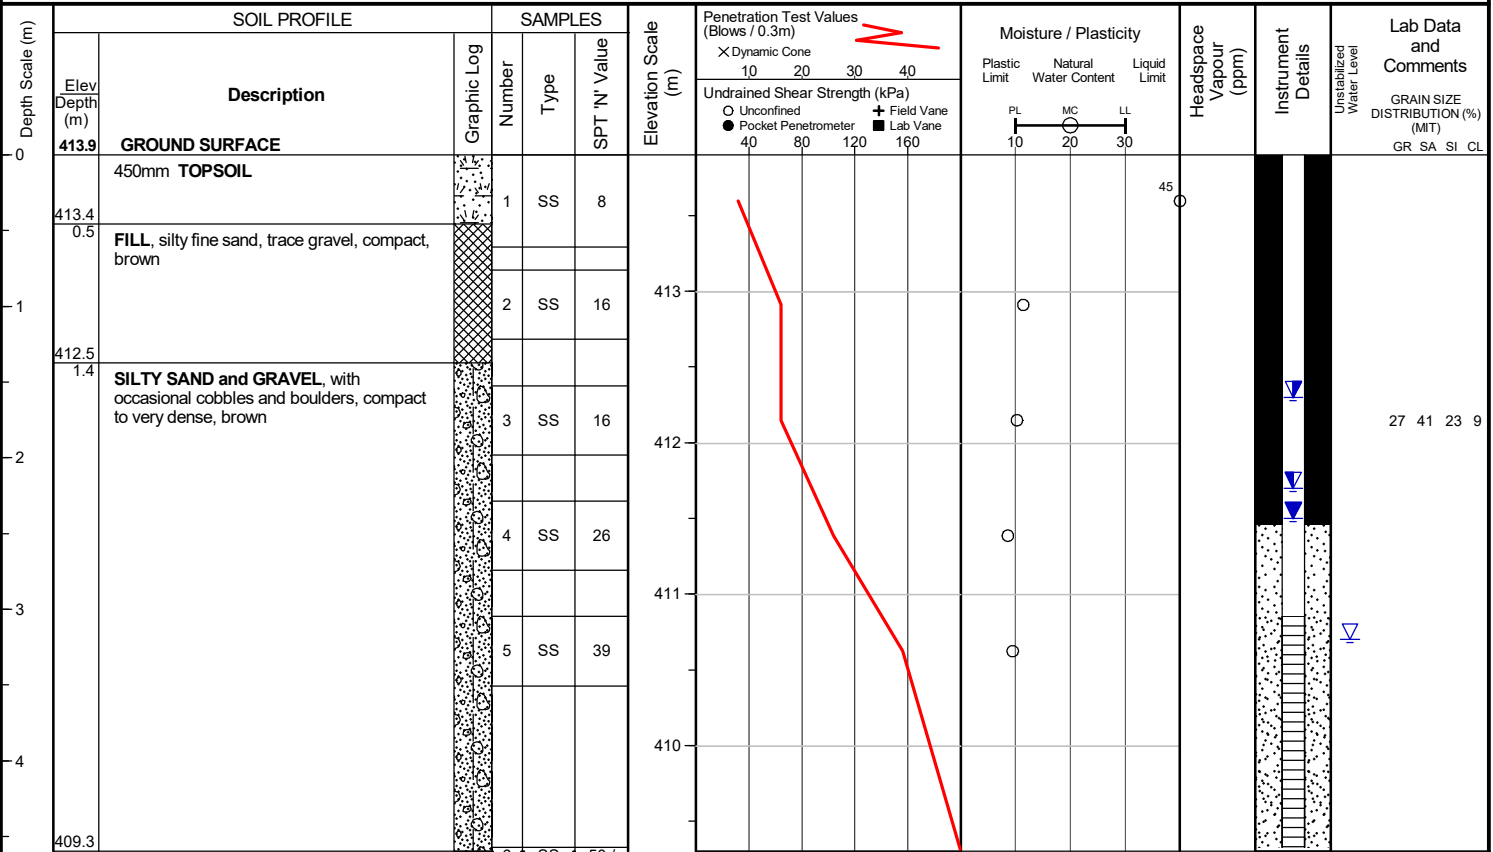 SOIL PROFILE
SAMPLES
Depth Scale (m)
Elev
Depth
(m)
Description
Graphic Log
Number
Type
SPT 'N' Value
Elevation Scale
(m)
Penetration Test Values
(Blows / 0.3m)
× Dynamic Cone
10 20 30 40
Undrained Shear Strength (kPa)
Unconfined
Field Vane
Pocket Penetrometer
Lab Vane
40 80 120 160
Moisture / Plasticity
Plastic
Limit
Natural
Water Content
Liquid
Limit
PL MC LL
10 20 30
Headspace
Vapour
(ppm)
Instrument
Details
Unstabilized
Water Level
Lab Data
and
Comments
GRAIN SIZE
DISTRIBUTION (%)
(MIT)
GR SA SI CL
413.9 GROUND SURFACE
0
450mm TOPSOIL
1 SS 8
45
413.4
0.5
FILL, silty fine sand, trace gravel, compact,
brown
413
1
2 SS 16
412.5
1.4
SILTY SAND and GRAVEL, with
occasional cobbles and boulders, compact
to very dense, brown
3 SS 16
27 41 23 9
412
2
4 SS 26
411
3
5 SS 39
410
4
409.3